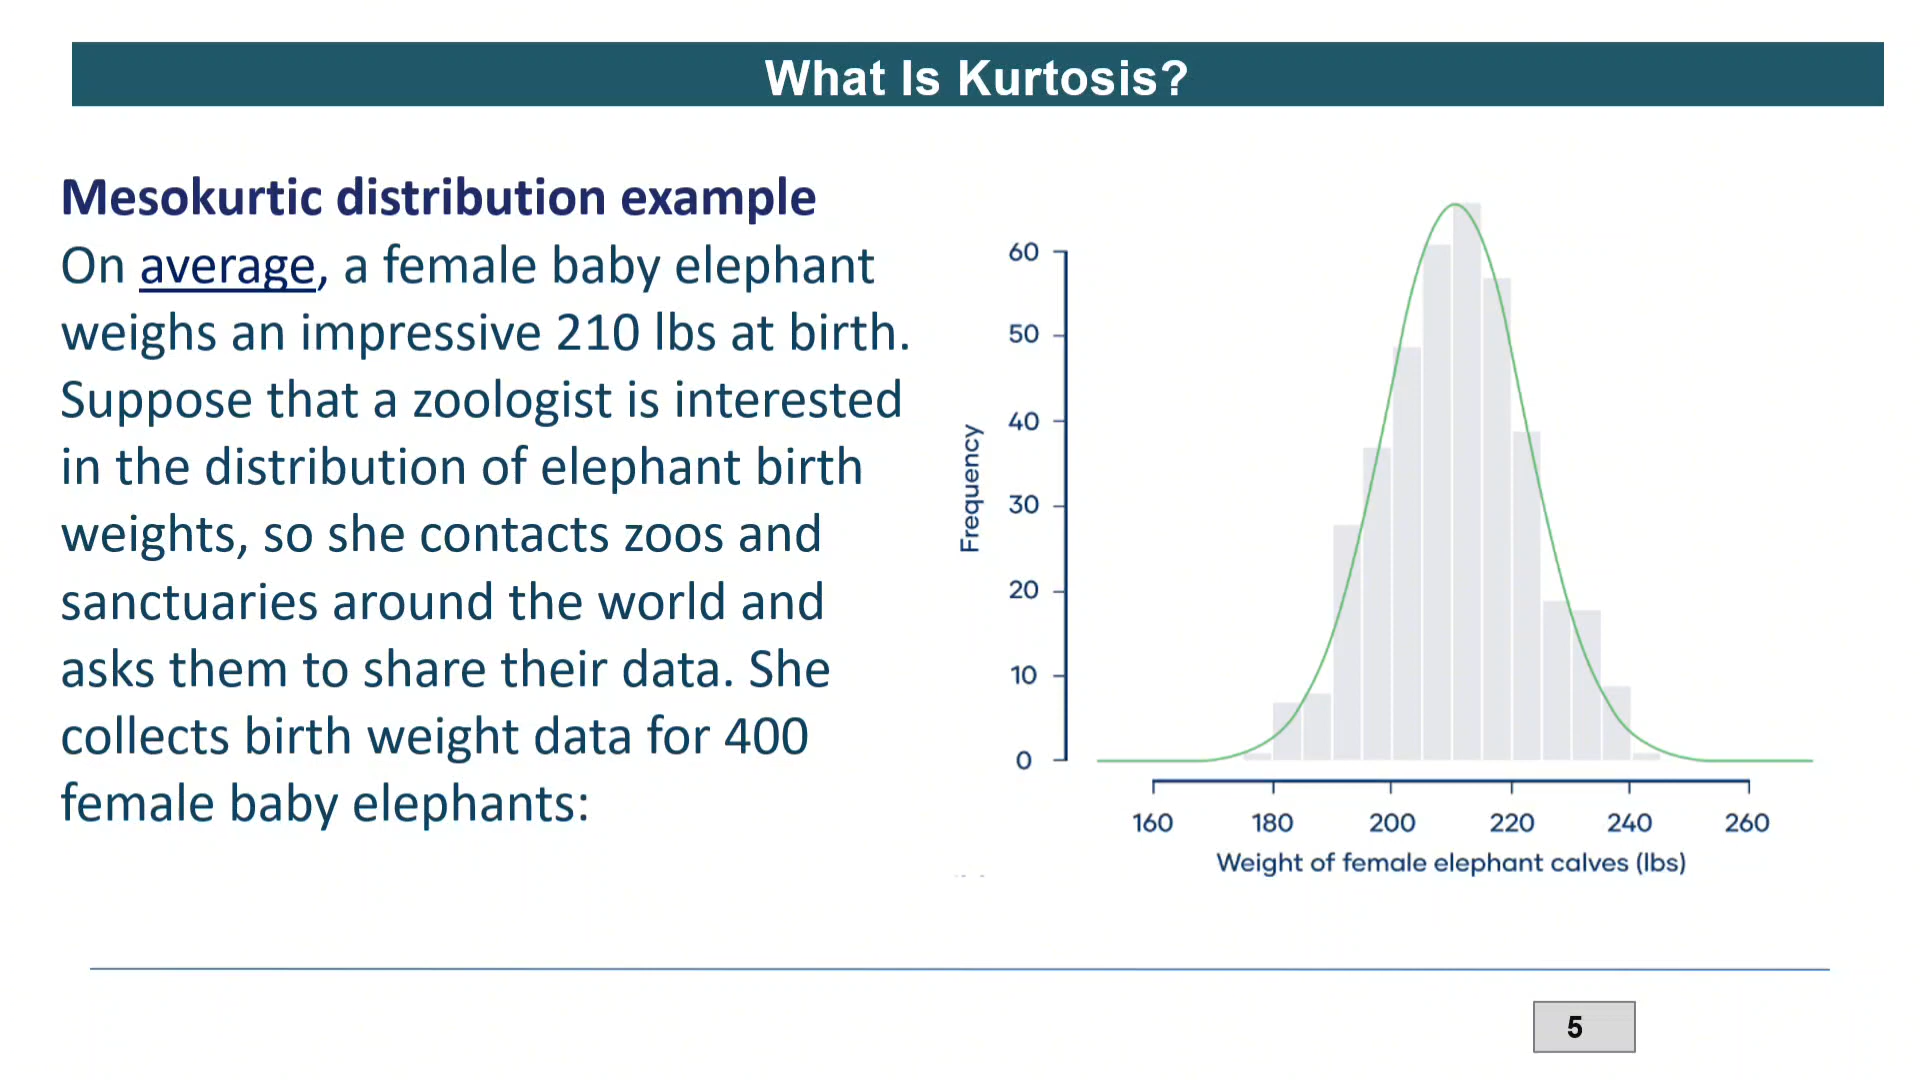 What Is Kurtosis?
Mesokurtic distribution example
On average, a female baby elephant
weighs an impressive 210 lbs at birth.
Suppose that a zoologist is interested
in the distribution of elephant birth
weights, so she contacts zoos and
sanctuaries around the world and
asks them to share their data. She
collects birth weight data for 400
female baby elephants:
Frequency
60
50
40
30
20
10
0
160 180 200 220 240 260
Weight of female elephant calves (lbs)
5